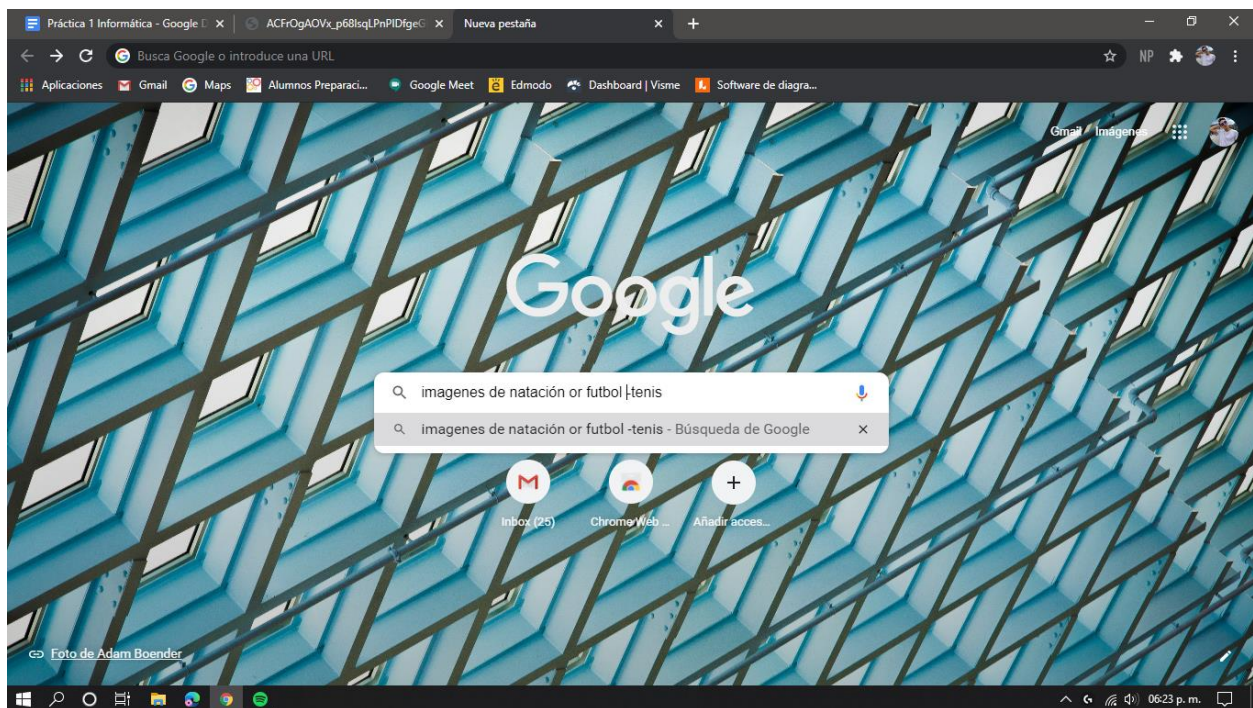 Práctica 1 Informática - Google D
ACFrOgAOVx_p68lsqLPnPIDfgeG
Nueva pestaña
Busca Google o introduce una URL
NP
Aplicaciones
Gmail
Maps
Alumnos Preparaci...
Google Meet
Edmodo
Dashboard | Visme
Software de diagra...
Gmail
Imágenes
Google
imagenes de natación or futbol -tenis
imagenes de natación or futbol -tenis - Búsqueda de Google
Inbox (25)
Chrome Web ...
Añadir acces...
Foto de Adam Boender
06:23 p. m.